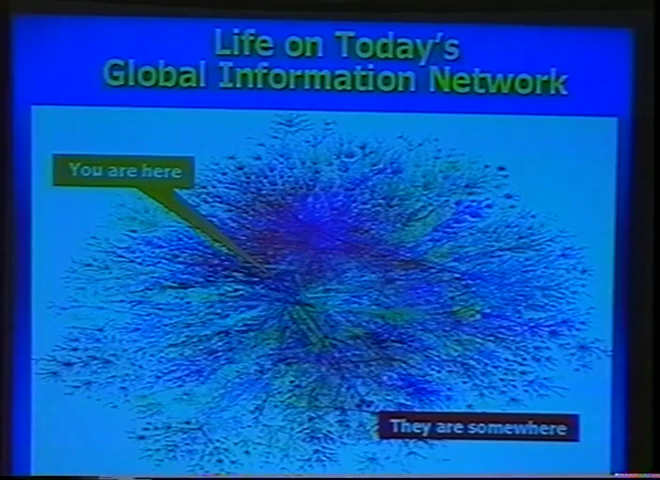 Life on Today's
Global Information Network
You are here
They are somewhere